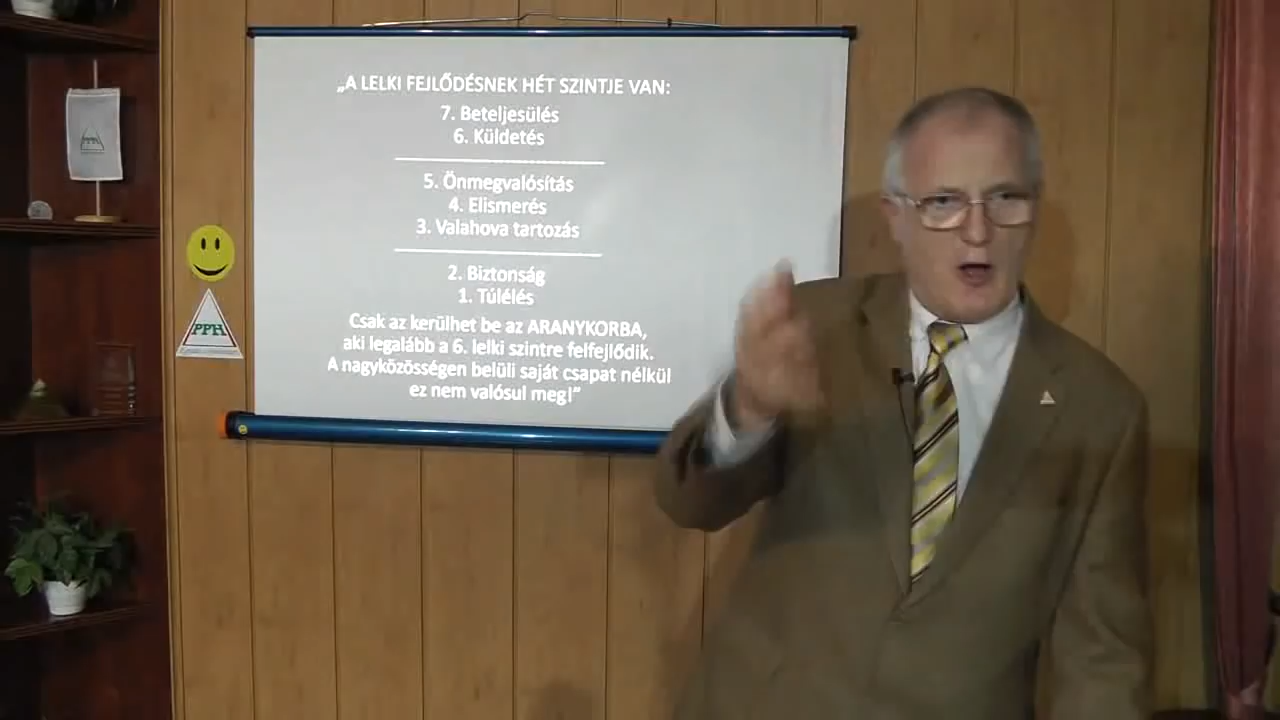 „A LELKI FEJLŐDÉSNEK HÉT SZINTJE VAN:
7. Beteljesülés
6. Küldetés
5. Önmegvalósítás
4. Elismerés
3. Valahova tartozás
2. Biztonság
1. Túlélés
Csak az kerülhet be az ARANYKORBA,
aki legalább a 6. lelki szintre felfejlődik.
A nagyközösségen belüli saját csapat nélkül
ez nem valósul meg!”
PPH